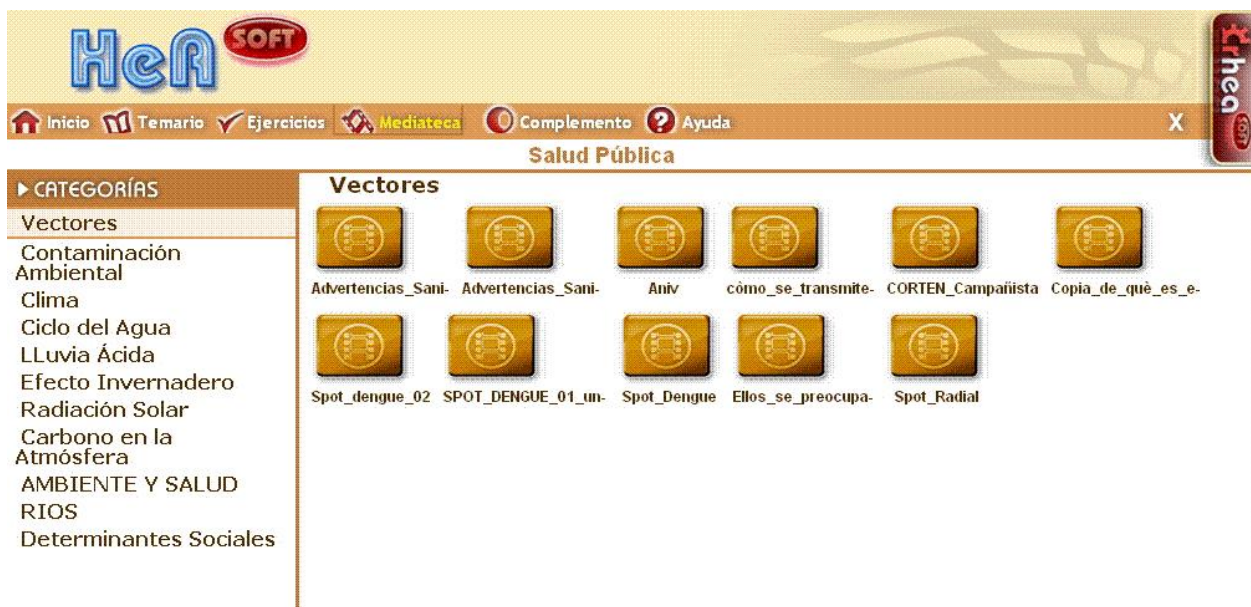 HeA SOFT
rhea SOFT
Inicio Temario Ejercicios Mediateca Complemento Ayuda X
Salud Pública
CATEGORÍAS
Vectores
Contaminación
Ambiental
Clima
Ciclo del Agua
LLuvia Ácida
Efecto Invernadero
Radiación Solar
Carbono en la
Atmósfera
AMBIENTE Y SALUD
RIOS
Determinantes Sociales
Vectores
Advertencias_Sani- Advertencias_Sani- Aniv cómo_se_transmite- CORTEN_Campañista Copia_de_què_es_e-
Spot_dengue_02 SPOT_DENGUE_01_un- Spot_Dengue Ellos_se_preocupa- Spot_Radial